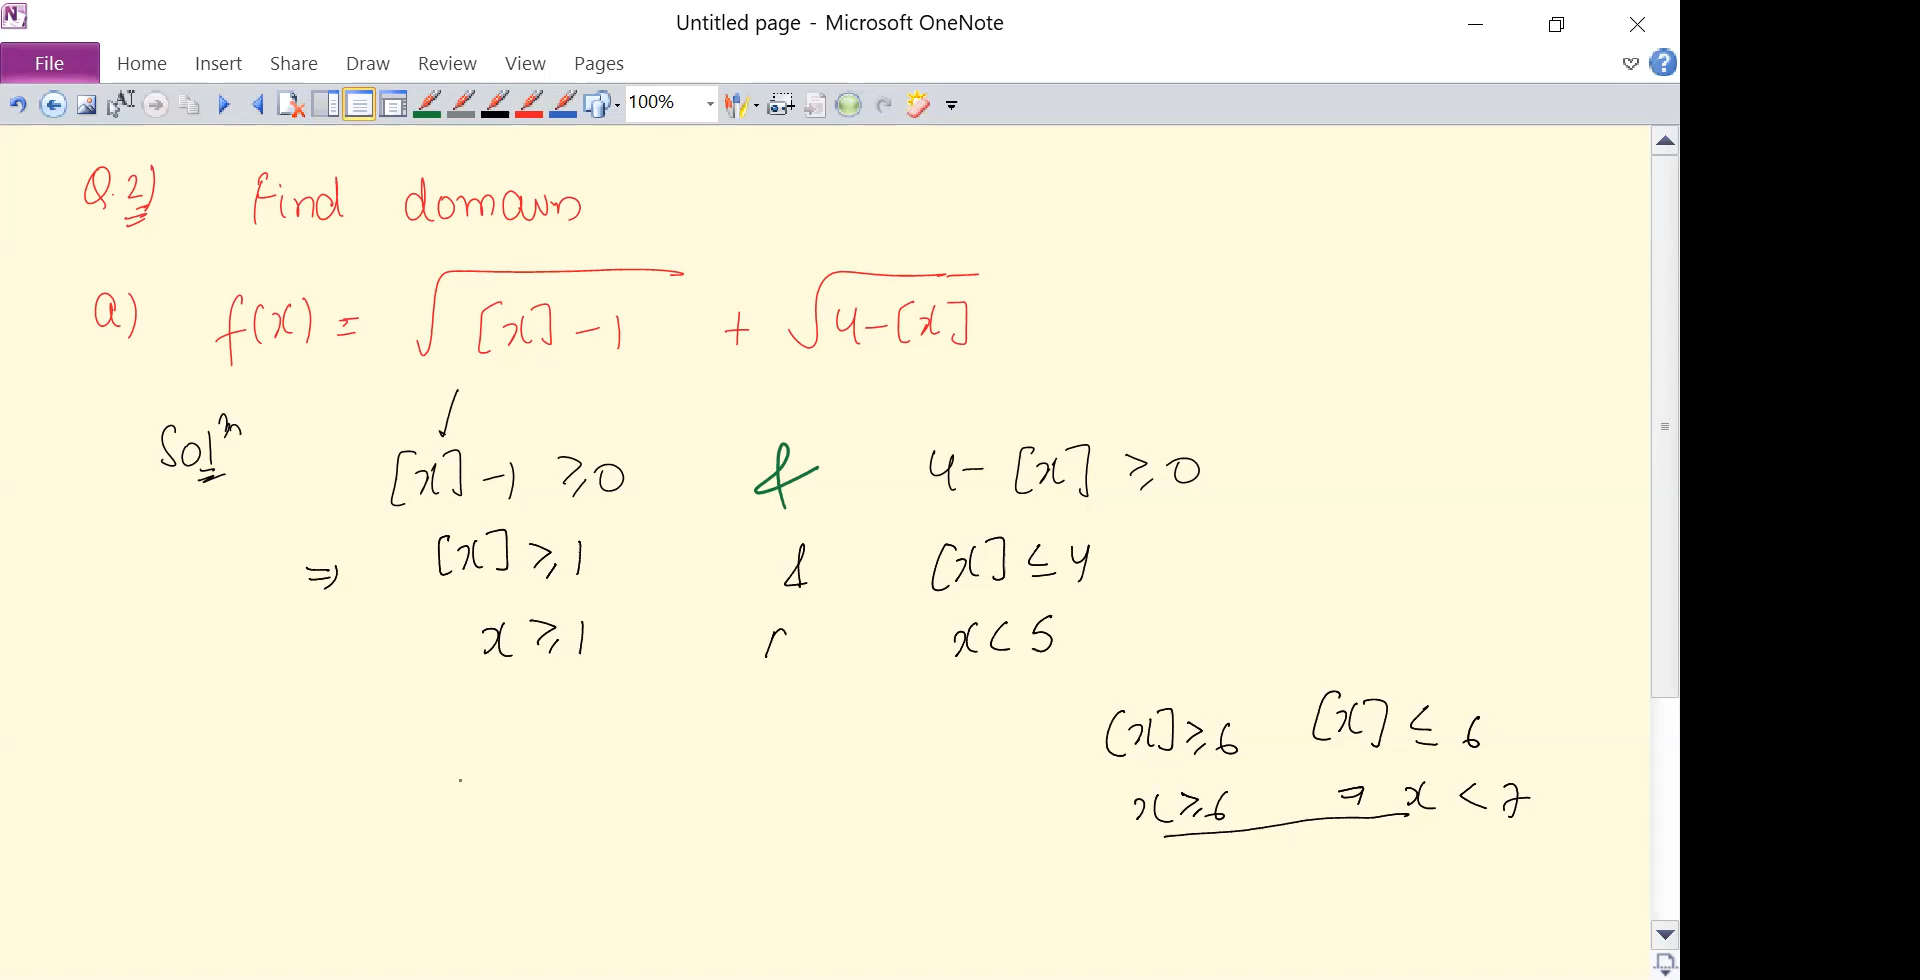 Untitled page - Microsoft OneNote
File Home Insert Share Draw Review View Pages
100%
Q.2) Find domain
a) f(x) = √([x]-1) + √(4-[x])
Solⁿ
[x]-1 ≥ 0 & 4-[x] ≥ 0
⇒ [x] ≥ 1 & [x] ≤ 4
x ≥ 1 x < 5
[x] ≥ 6 [x] ≤ 6
x ≥ 6 ⇒ x < 7